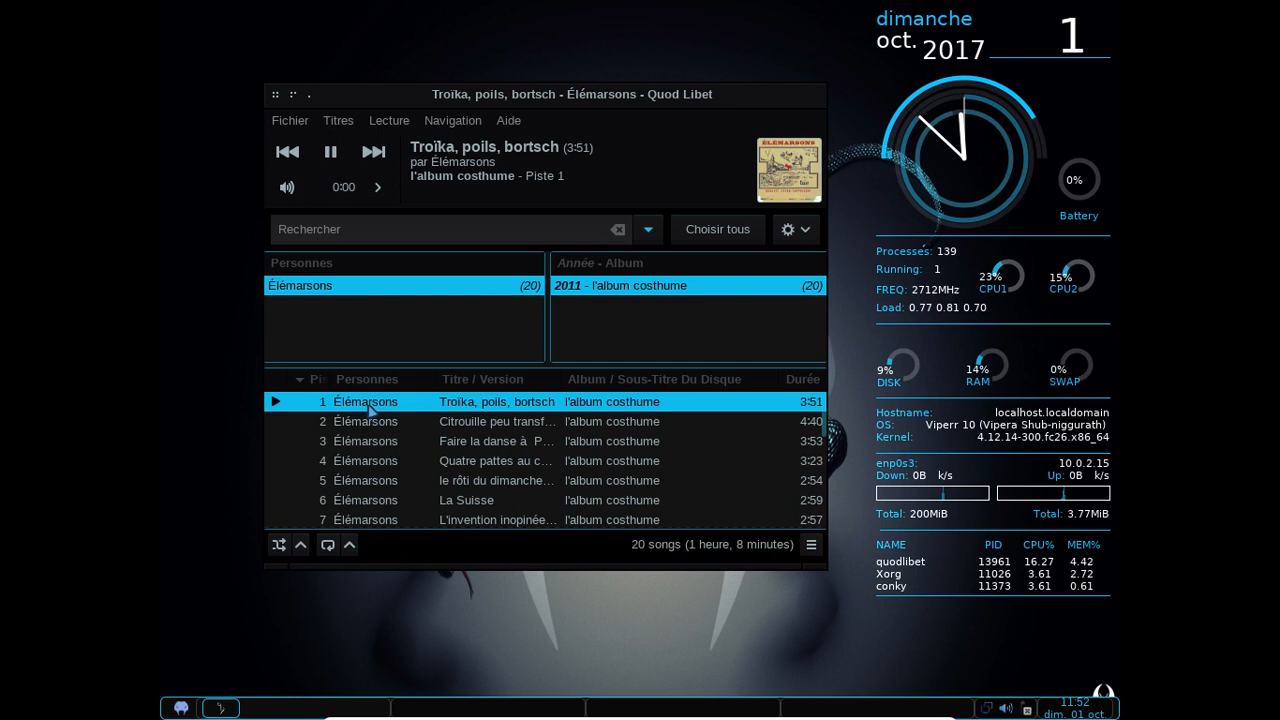 dimanche
oct. 2017 1
Troïka, poils, bortsch - Élémarsons - Quod Libet
Fichier Titres Lecture Navigation Aide
Troïka, poils, bortsch (3:51)
par Élémarsons
l'album costhume - Piste 1
0:00
ÉLÉMARSONS
0%
Battery
Rechercher Choisir tous
Personnes Année - Album
Élémarsons (20) 2011 - l'album costhume (20)
Pis Personnes Titre / Version Album / Sous-Titre Du Disque Durée
1 Élémarsons Troïka, poils, bortsch l'album costhume 3:51
2 Élémarsons Citrouille peu transf… l'album costhume 4:40
3 Élémarsons Faire la danse à P… l'album costhume 3:53
4 Élémarsons Quatre pattes au c… l'album costhume 3:23
5 Élémarsons le rôti du dimanche… l'album costhume 2:54
6 Élémarsons La Suisse l'album costhume 2:59
7 Élémarsons L'invention inopinée… l'album costhume 2:57
20 songs (1 heure, 8 minutes)
Processes: 139
Running: 1
23% CPU1 15% CPU2
FREQ: 2712MHz
Load: 0.77 0.81 0.70
9% 14% 0%
DISK RAM SWAP
Hostname: localhost.localdomain
OS: Viperr 10 (Vipera Shub-niggurath)
Kernel: 4.12.14-300.fc26.x86_64
enp0s3: 10.0.2.15
Down: 0B k/s Up: 0B k/s
Total: 200MiB Total: 3.77MiB
NAME PID CPU% MEM%
quodlibet 13961 16.27 4.42
Xorg 11026 3.61 2.72
conky 11373 3.61 0.61
11:52
dim. 01 oct.